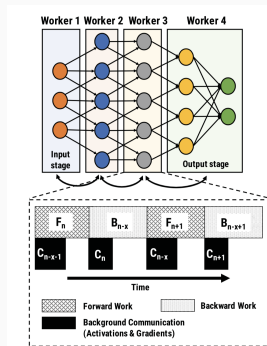 Worker 1 Worker 2 Worker 3 Worker 4
Input
stage
Output stage
Fn Bn-x Fn+1 Bn-x+1
Cn-x-1 Cn Cn-x Cn+1
Time
Forward Work Backward Work
Background Communication
(Activations & Gradients)